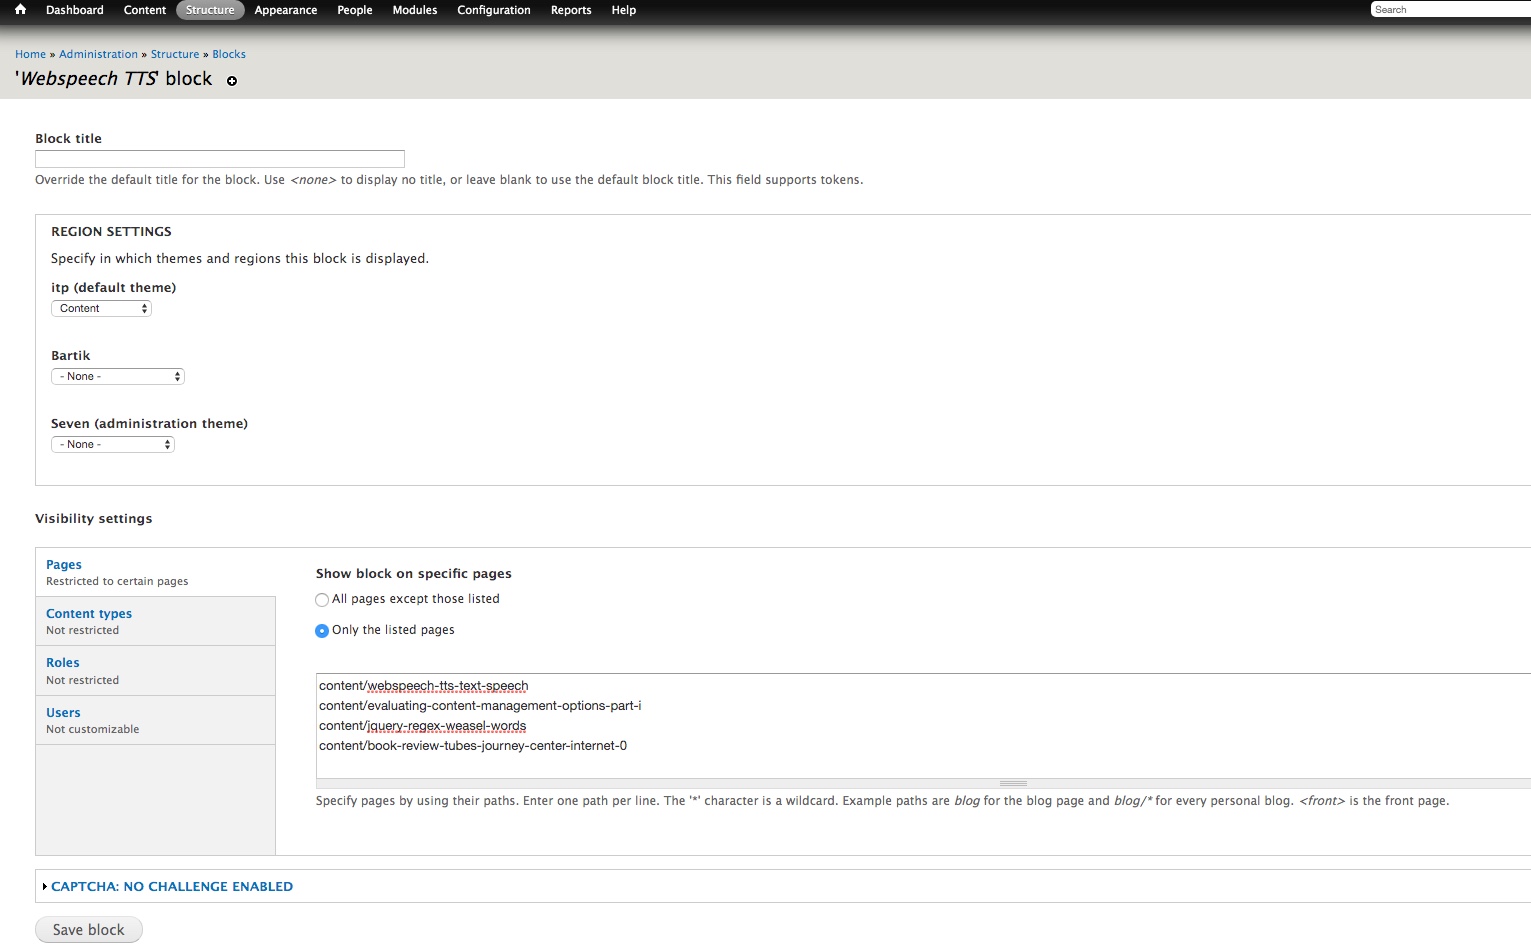 Dashboard Content Structure Appearance People Modules Configuration Reports Help Search
Home » Administration » Structure » Blocks
'Webspeech TTS' block
Block title
Override the default title for the block. Use <none> to display no title, or leave blank to use the default block title. This field supports tokens.
REGION SETTINGS
Specify in which themes and regions this block is displayed.
itp (default theme)
Content
Bartik
- None -
Seven (administration theme)
- None -
Visibility settings
Pages
Restricted to certain pages
Content types
Not restricted
Roles
Not restricted
Users
Not customizable
Show block on specific pages
All pages except those listed
Only the listed pages
content/webspeech-tts-text-speech
content/evaluating-content-management-options-part-i
content/jquery-regex-weasel-words
content/book-review-tubes-journey-center-internet-0
Specify pages by using their paths. Enter one path per line. The '*' character is a wildcard. Example paths are blog for the blog page and blog/* for every personal blog. <front> is the front page.
CAPTCHA: NO CHALLENGE ENABLED
Save block